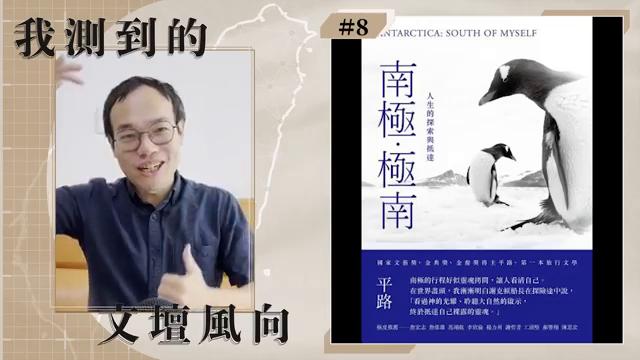 我測到的
文壇風向
#8
ANTARCTICA: SOUTH OF MYSELF
南極・極南
人生的探索與抵達
國家文藝獎、金典獎、金鼎獎得主平路,第一本旅行文學
平路
南極的行程好似靈魂拷問,讓人看清自己。
在世界盡頭,我漸漸明白謝克頓船長在探險途中說,
「看過神的光耀、聆聽大自然的啟示,
終於抵達自己裸露的靈魂。」
極度推薦